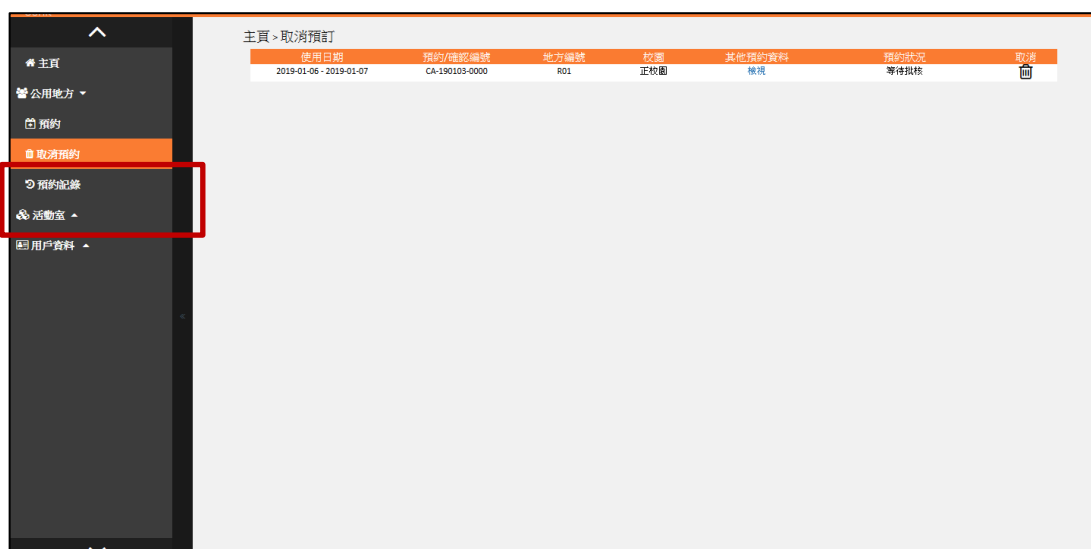 主頁 > 取消預訂
主頁
公用地方
預約
取消預約
預約記錄
活動室
用戶資料
使用日期 預約/確認編號 地方編號 校園 其他預約資料 預約狀況 取消
2019-01-06 - 2019-01-07 CA-190103-0000 R01 正校園 檢視 等待批核